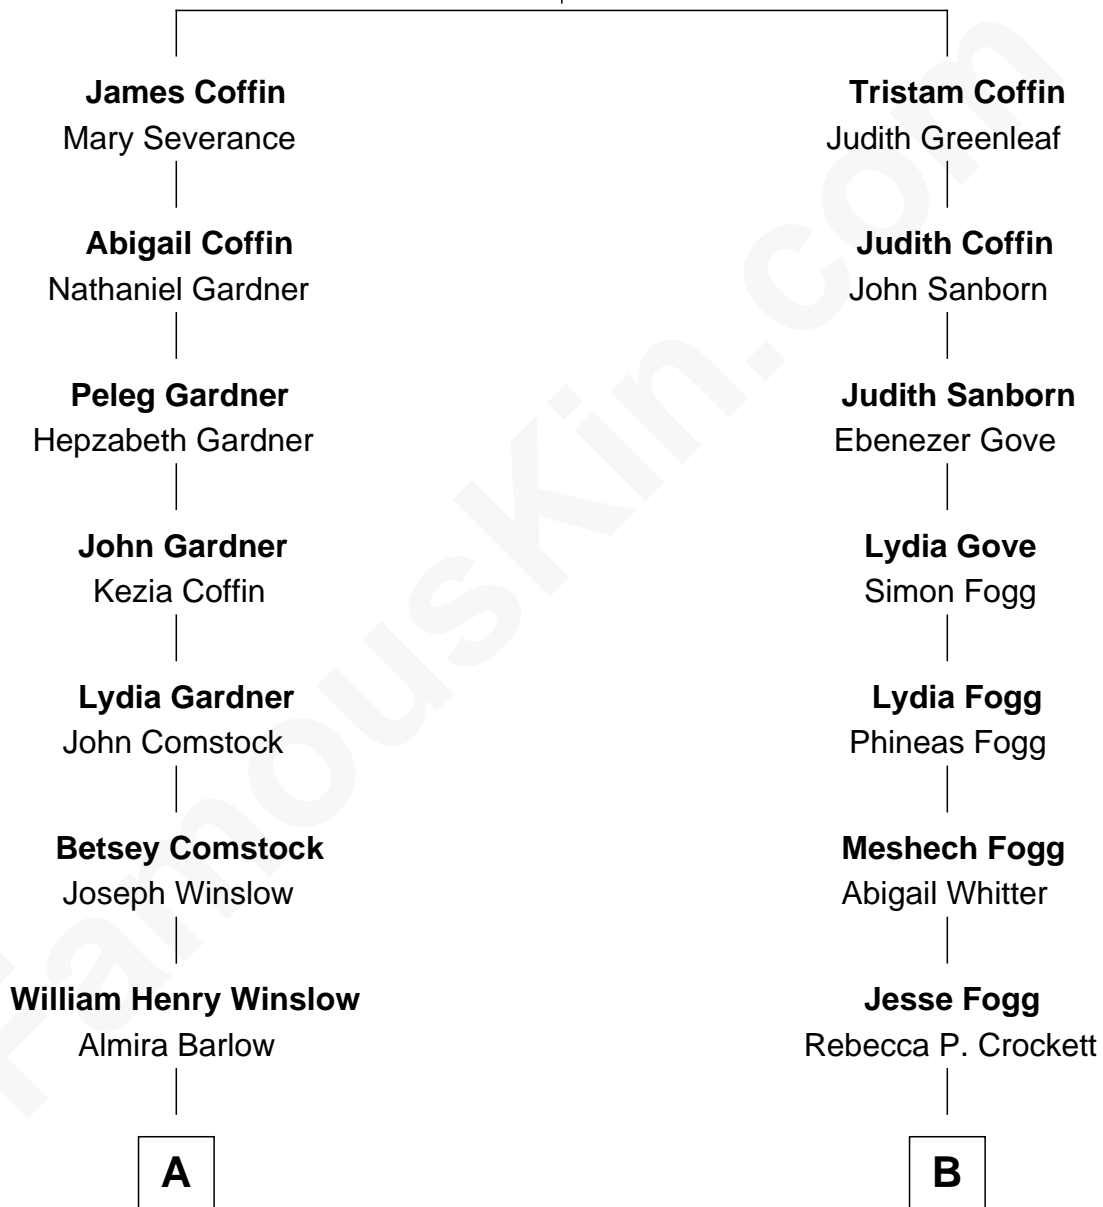 James Coffin
Mary Severance
Abigail Coffin
Nathaniel Gardner
Peleg Gardner
Hepzabeth Gardner
John Gardner
Kezia Coffin
Lydia Gardner
John Comstock
Betsey Comstock
Joseph Winslow
William Henry Winslow
Almira Barlow
A
Tristam Coffin
Judith Greenleaf
Judith Coffin
John Sanborn
Judith Sanborn
Ebenezer Gove
Lydia Gove
Simon Fogg
Lydia Fogg
Phineas Fogg
Meshech Fogg
Abigail Whitter
Jesse Fogg
Rebecca P. Crockett
B
FamousKin.com